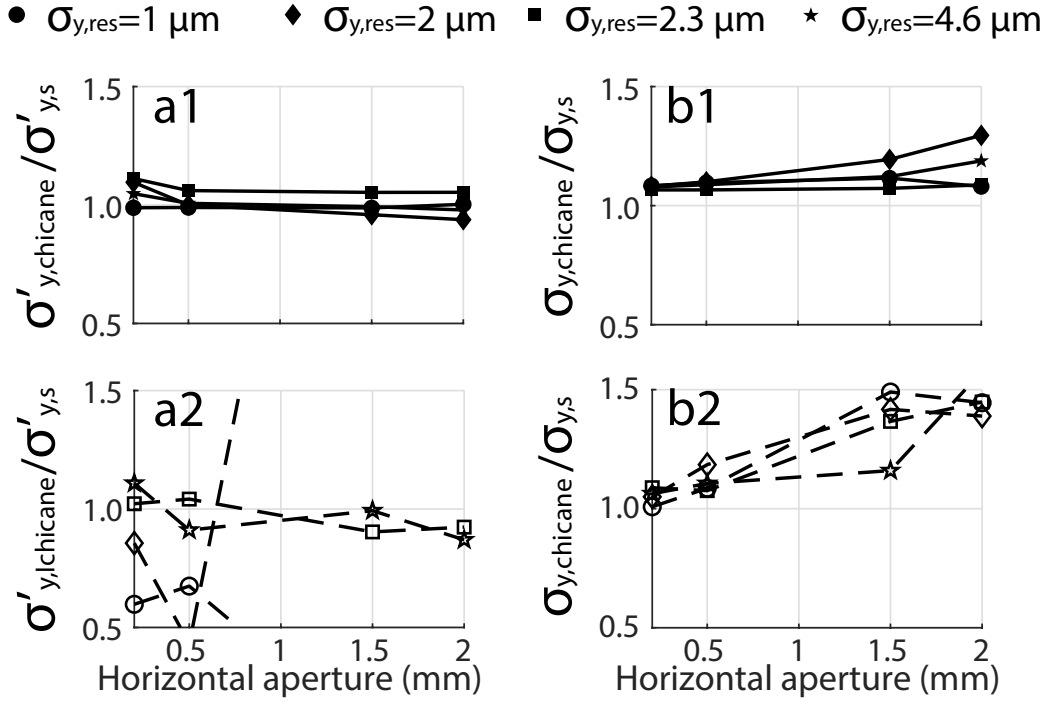 σy,res=1 µm σy,res=2 µm σy,res=2.3 µm σy,res=4.6 µm
a1
σ′y,chicane/σ′y,s
1.5
1.0
0.5
b1
σy,chicane/σy,s
1.5
1.0
0.5
a2
σ′y,lchicane/σ′y,s
1.5
1.0
0.5
0.5 1 1.5 2
Horizontal aperture (mm)
b2
σy,chicane/σy,s
1.5
1.0
0.5
0.5 1 1.5 2
Horizontal aperture (mm)